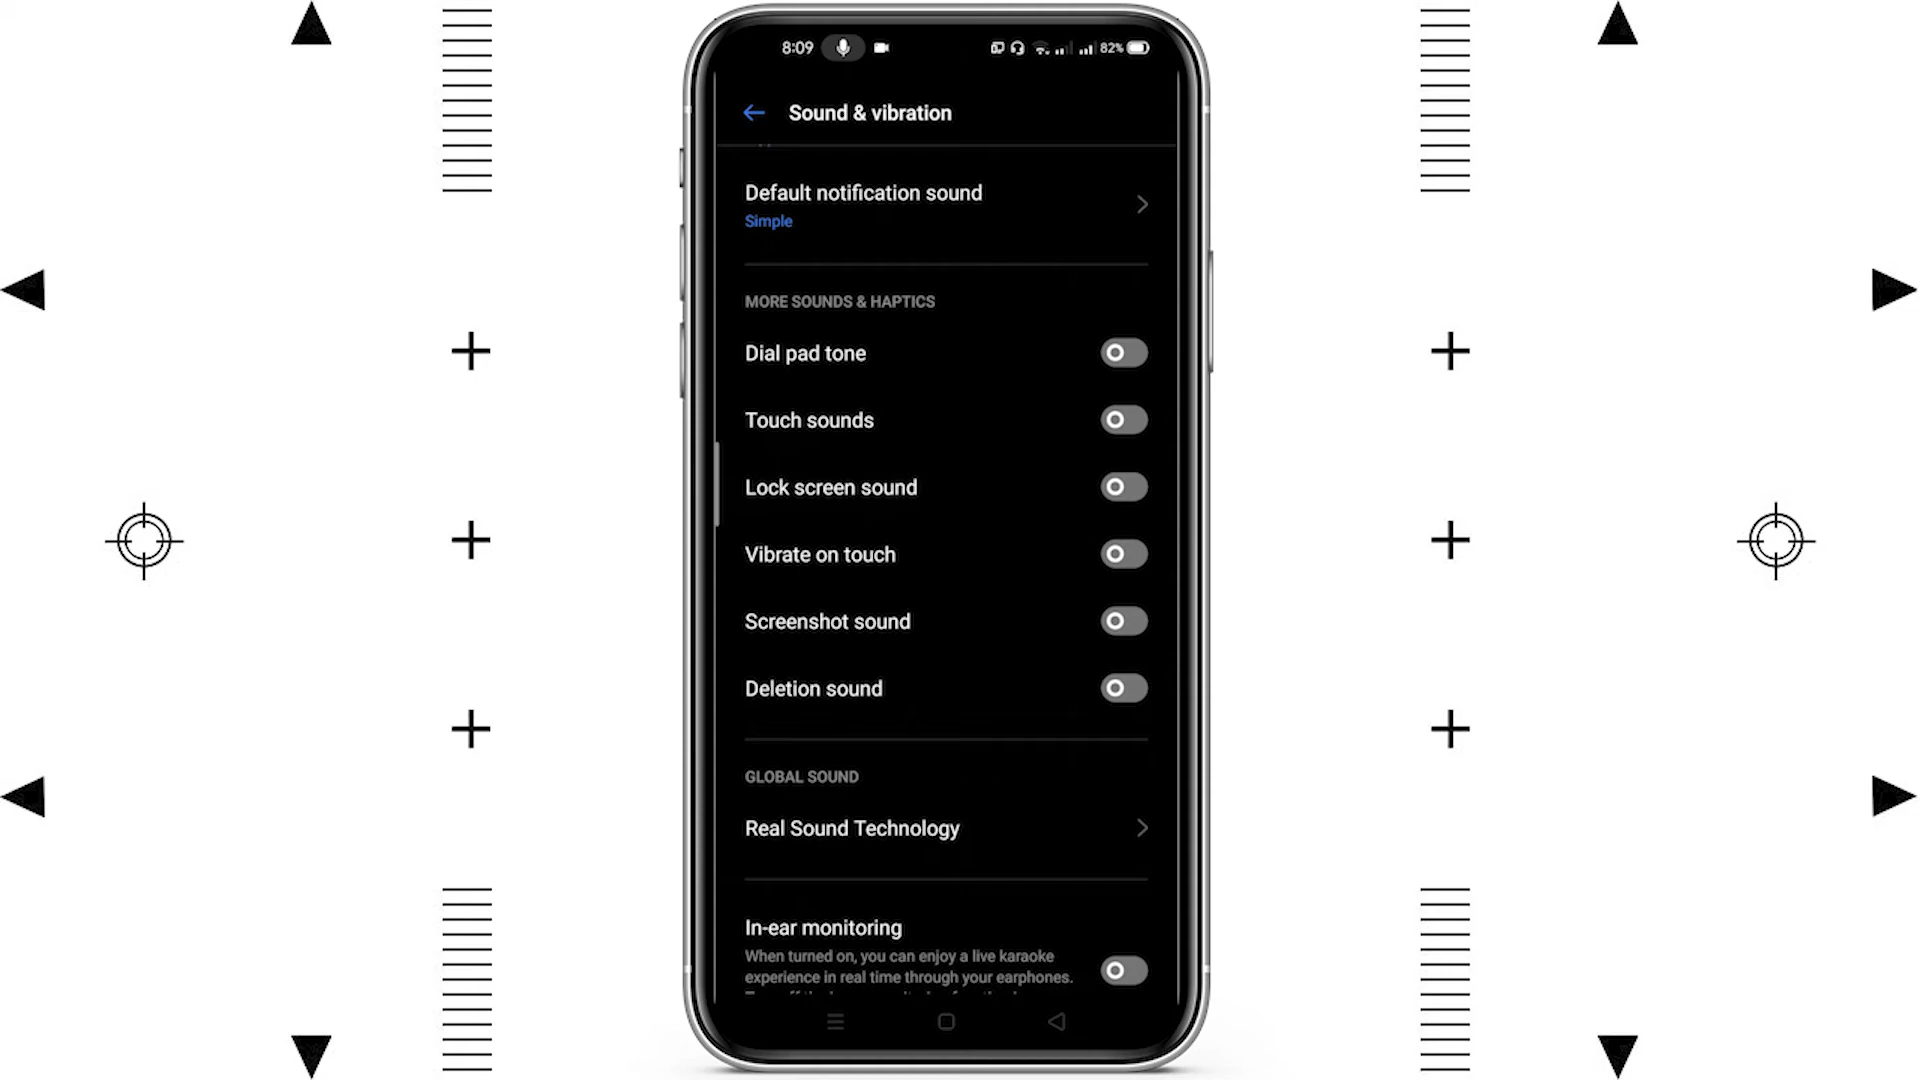 8:09
82%
Sound & vibration
Default notification sound
Simple
MORE SOUNDS & HAPTICS
Dial pad tone
Touch sounds
Lock screen sound
Vibrate on touch
Screenshot sound
Deletion sound
GLOBAL SOUND
Real Sound Technology
In-ear monitoring
When turned on, you can enjoy a live karaoke
experience in real time through your earphones.